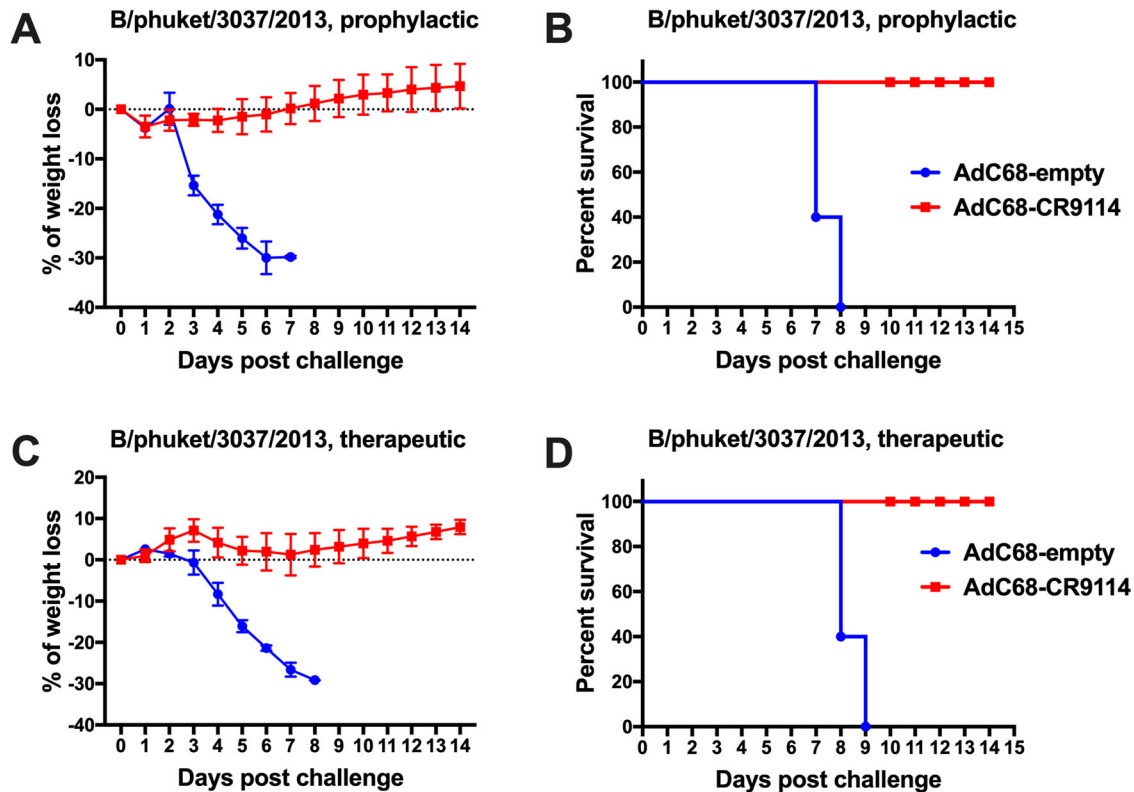 A
B/phuket/3037/2013, prophylactic
% of weight loss
10
0
-10
-20
-30
-40
0 1 2 3 4 5 6 7 8 9 10 11 12 13 14
Days post challenge
B
B/phuket/3037/2013, prophylactic
Percent survival
100
80
60
40
20
0
0 1 2 3 4 5 6 7 8 9 10 11 12 13 14 15
Days post challenge
AdC68-empty
AdC68-CR9114
C
B/phuket/3037/2013, therapeutic
% of weight loss
20
10
0
-10
-20
-30
-40
0 1 2 3 4 5 6 7 8 9 10 11 12 13 14
Days post challenge
D
B/phuket/3037/2013, therapeutic
Percent survival
100
80
60
40
20
0
0 1 2 3 4 5 6 7 8 9 10 11 12 13 14 15
Days post challenge
AdC68-empty
AdC68-CR9114